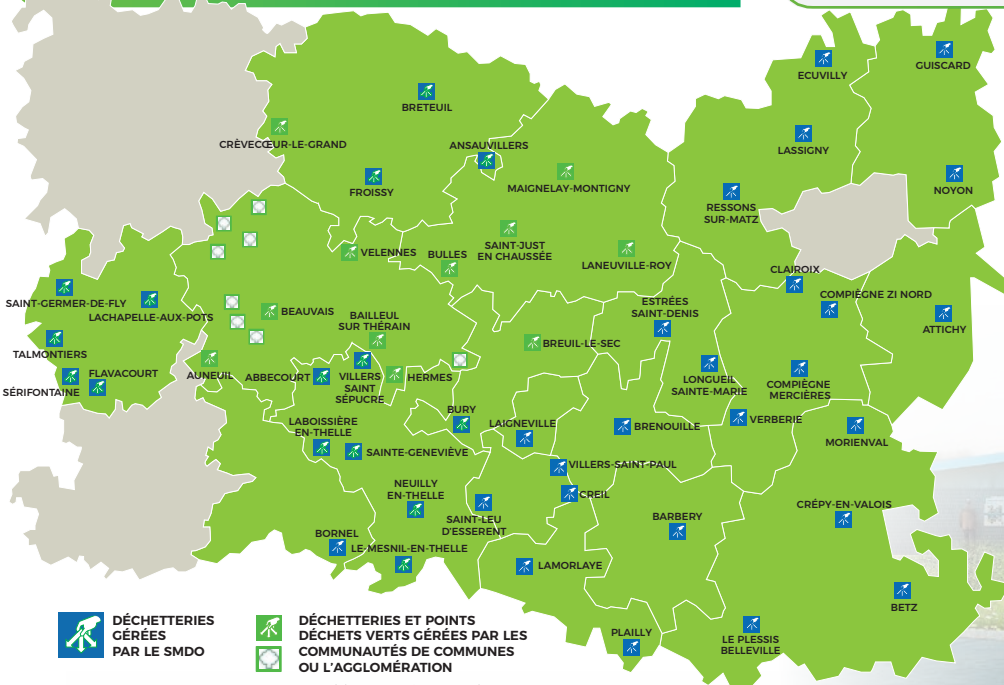 ECUVILLY
GUISCARD
BRETEUIL
CRÈVECŒUR-LE-GRAND
ANSAUVILLERS
LASSIGNY
FROISSY
MAIGNELAY-MONTIGNY
NOYON
RESSONS
SUR-MATZ
VELENNES
BULLES
SAINT-JUST
EN CHAUSSÉE
LANEUVILLE-ROY
CLAIROIX
SAINT-GERMER-DE-FLY
LACHAPELLE-AUX-POTS
BEAUVAIS
BAILLEUL
SUR THÉRAIN
ESTRÉES
SAINT-DENIS
COMPIÈGNE ZI NORD
ATTICHY
TALMONTIERS
BREUIL-LE-SEC
SÉRIFONTAINE
FLAVACOURT
AUNEUIL
ABBECOURT
VILLERS
SAINT
SÉPUCRE
HERMES
LONGUEIL
SAINTE-MARIE
COMPIÈGNE
MERCIÈRES
LABOISSIÈRE
EN-THELLE
BURY
LAIGNEVILLE
BRENOUILLE
VERBERIE
MORIENVAL
SAINTE-GENEVIÈVE
VILLERS-SAINT-PAUL
NEUILLY
EN-THELLE
CREIL
SAINT-LEU
D'ESSERENT
BARBERY
CRÉPY-EN-VALOIS
BORNEL
LE-MESNIL-EN-THELLE
LAMORLAYE
BETZ
PLAILLY
LE PLESSIS
BELLEVILLE
DÉCHETTERIES
GÉRÉES
PAR LE SMDO
DÉCHETTERIES ET POINTS
DÉCHETS VERTS GÉRÉES PAR LES
COMMUNAUTÉS DE COMMUNES
OU L'AGGLOMÉRATION